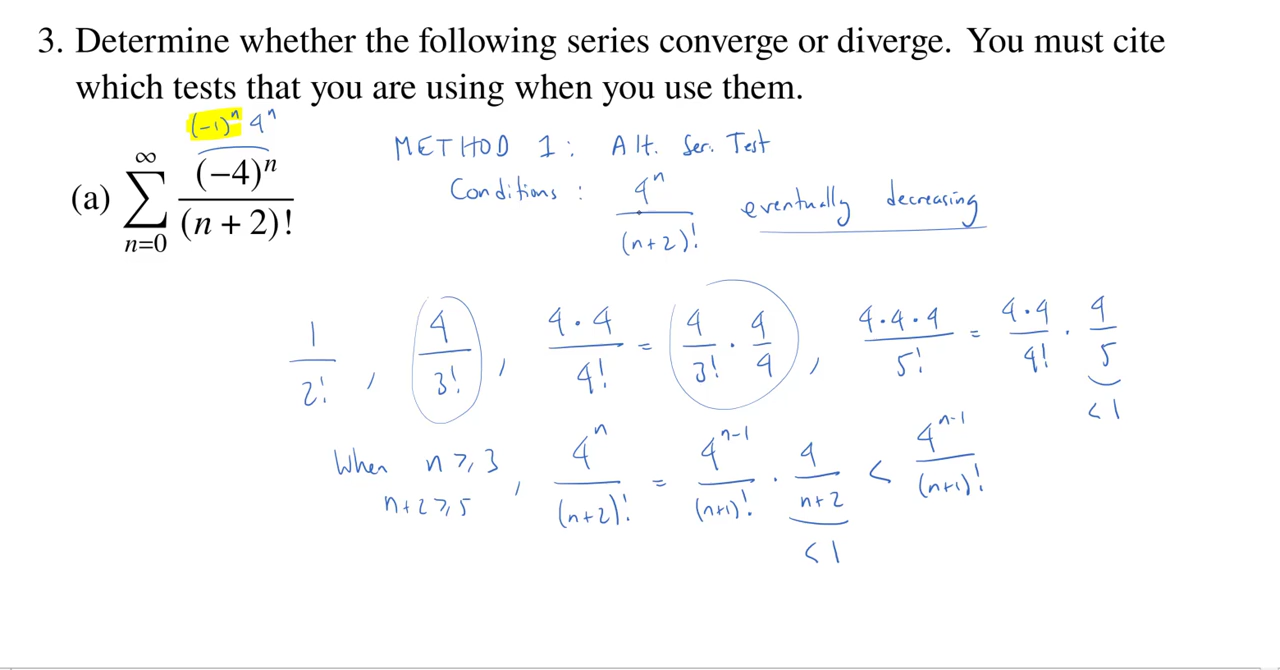 3. Determine whether the following series converge or diverge. You must cite
which tests that you are using when you use them.
(-1)^n 4^n
(a) ∑_{n=0}^{∞} (-4)^n / (n + 2)!
METHOD 1 : Alt. Ser. Test
Conditions : 4^n / (n+2)! eventually decreasing
1/2! , 4/3! , 4·4/4! = 4/3! · 4/4 , 4·4·4/5! = 4·4/4! · 4/5
< 1
When n ≥ 3 , 4^n / (n+2)! = 4^{n-1} / (n+1)! · 4/(n+2) < 4^{n-1} / (n+1)!
n+2 ≥ 5
< 1